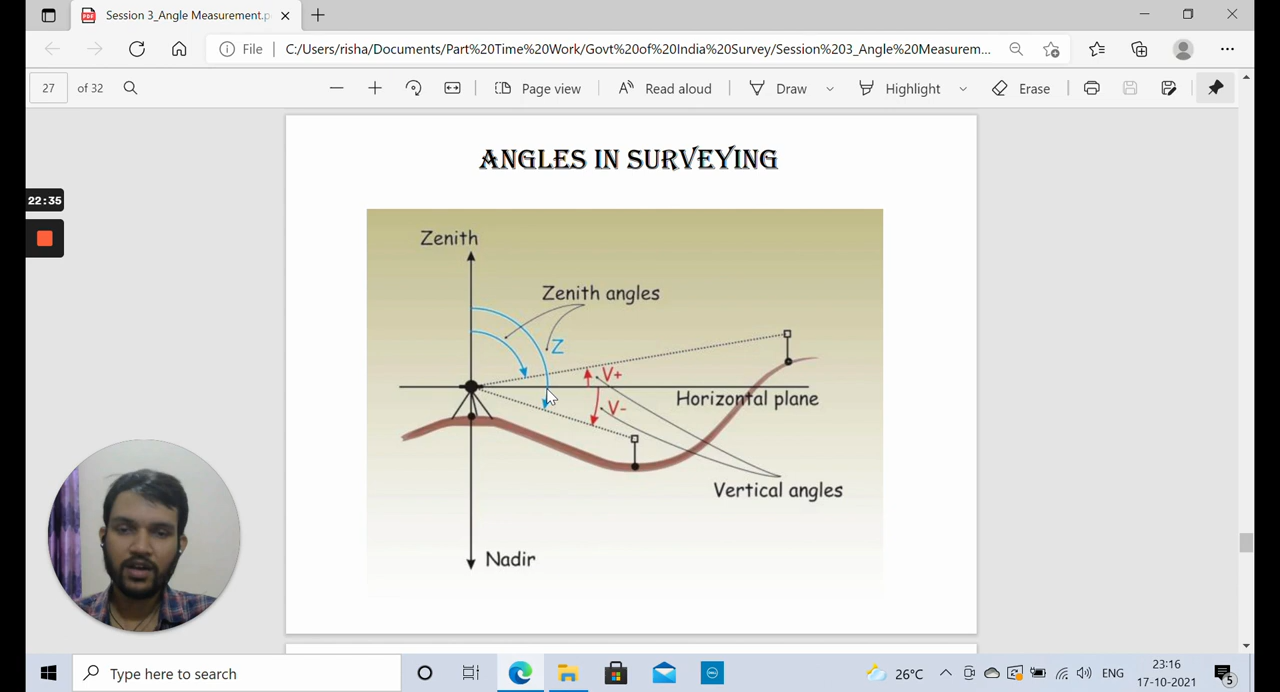 Session 3_Angle Measurement.p
File
C:/Users/risha/Documents/Part%20Time%20Work/Govt%20of%20India%20Survey/Session%203_Angle%20Measurem...
27 of 32
Page view
Read aloud
Draw
Highlight
Erase
22:35
ANGLES IN SURVEYING
Zenith
Zenith angles
Z
V+
Horizontal plane
V-
Vertical angles
Nadir
Type here to search
26°C
ENG
23:16
17-10-2021
5